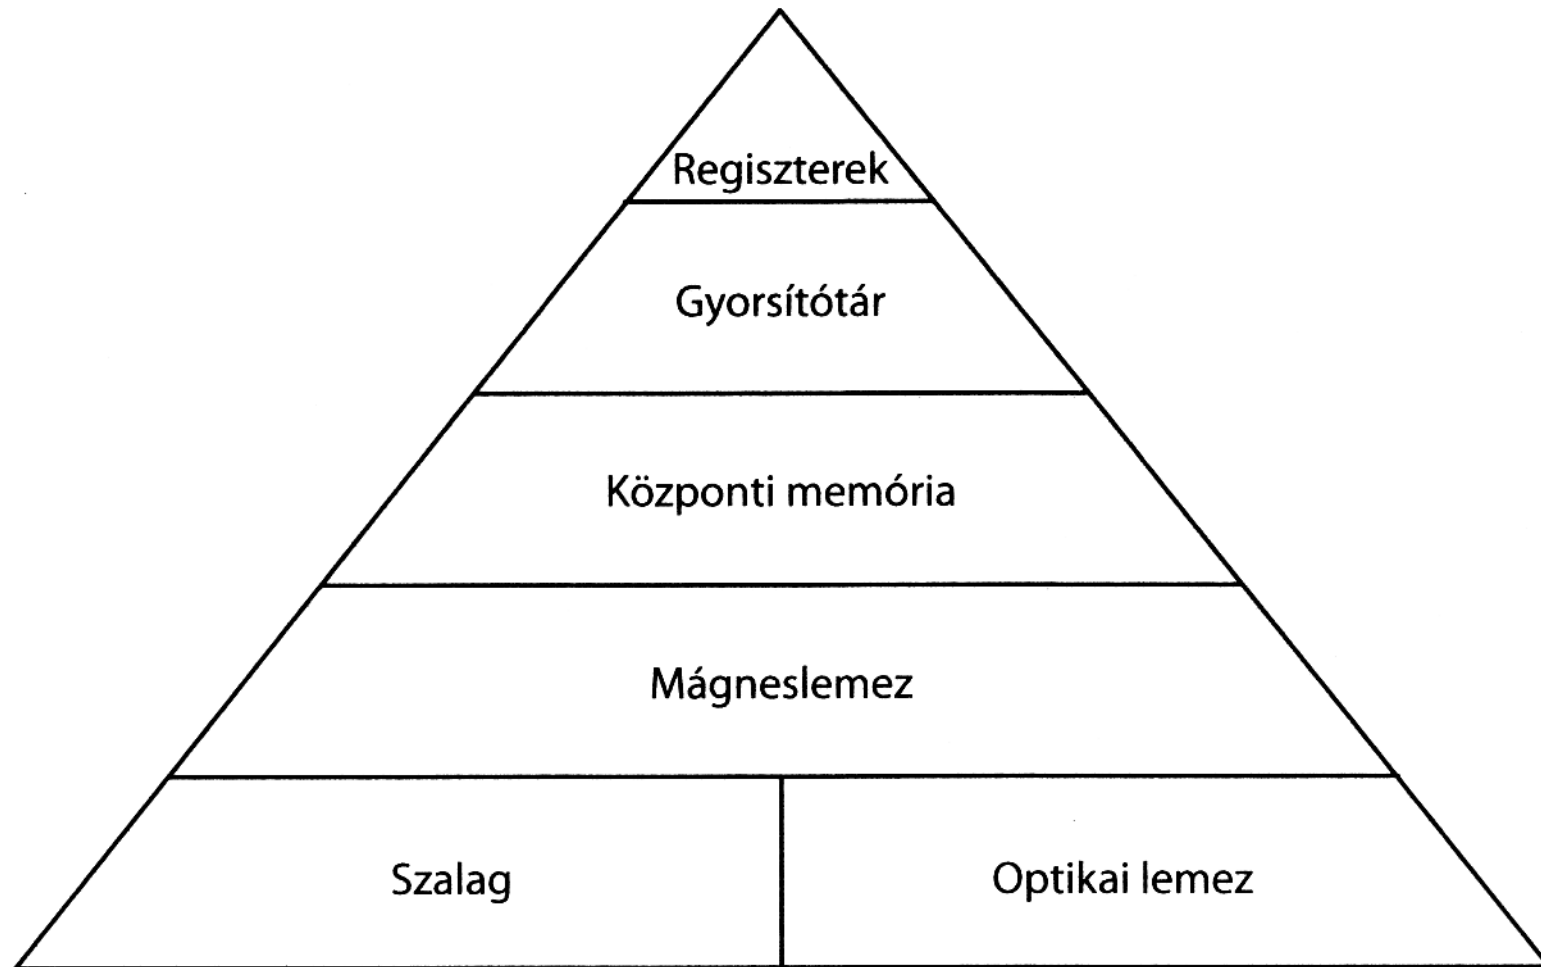 Regiszterek
Gyorsítótár
Központi memória
Mágneslemez
Szalag
Optikai lemez